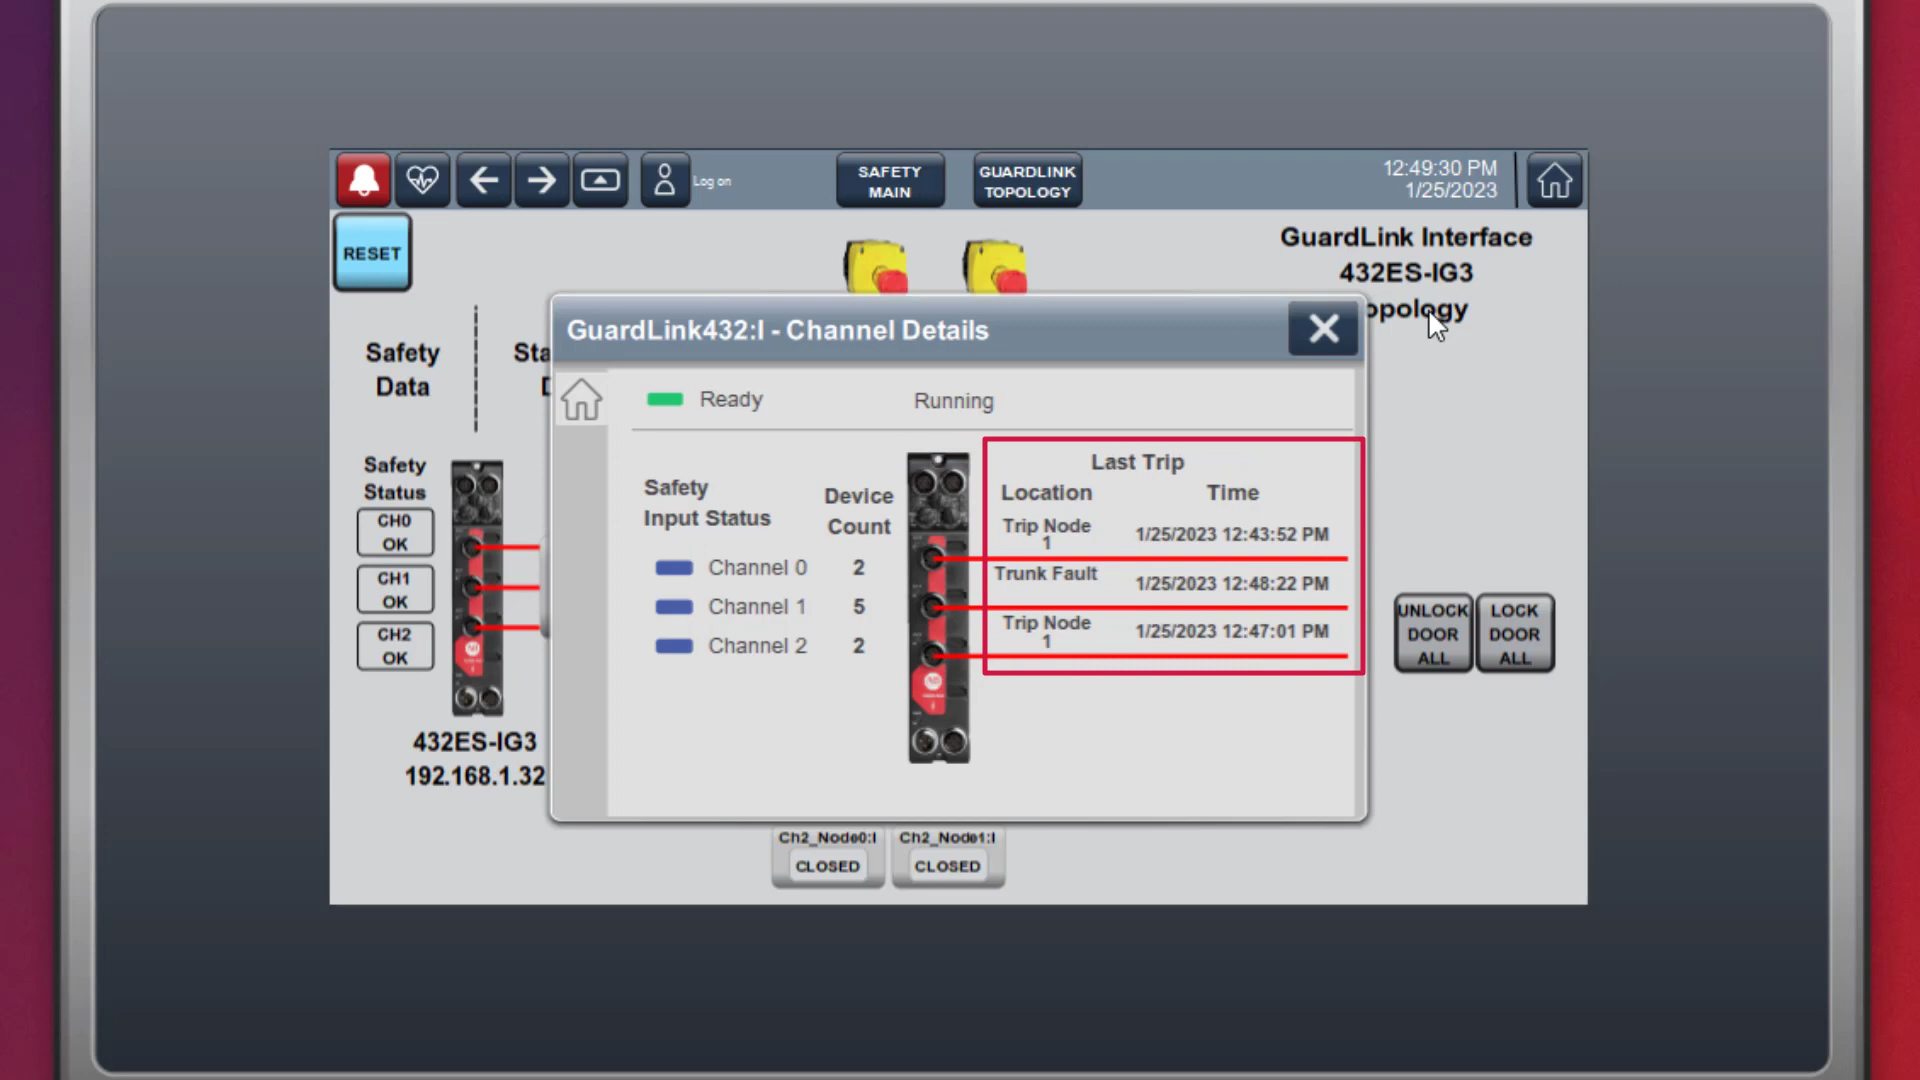 Log on
SAFETY
MAIN
GUARDLINK
TOPOLOGY
12:49:30 PM
1/25/2023
RESET
GuardLink Interface
432ES-IG3
opology
Safety
Data
Sta
GuardLink432:I - Channel Details
Ready
Running
Safety
Input Status
Device
Count
Channel 0 2
Channel 1 5
Channel 2 2
Last Trip
Location Time
Trip Node
1
1/25/2023 12:43:52 PM
Trunk Fault
1/25/2023 12:48:22 PM
Trip Node
1
1/25/2023 12:47:01 PM
Safety
Status
CH0
OK
CH1
OK
CH2
OK
432ES-IG3
192.168.1.32
UNLOCK
DOOR
ALL
LOCK
DOOR
ALL
Ch2_Node0:I
CLOSED
Ch2_Node1:I
CLOSED